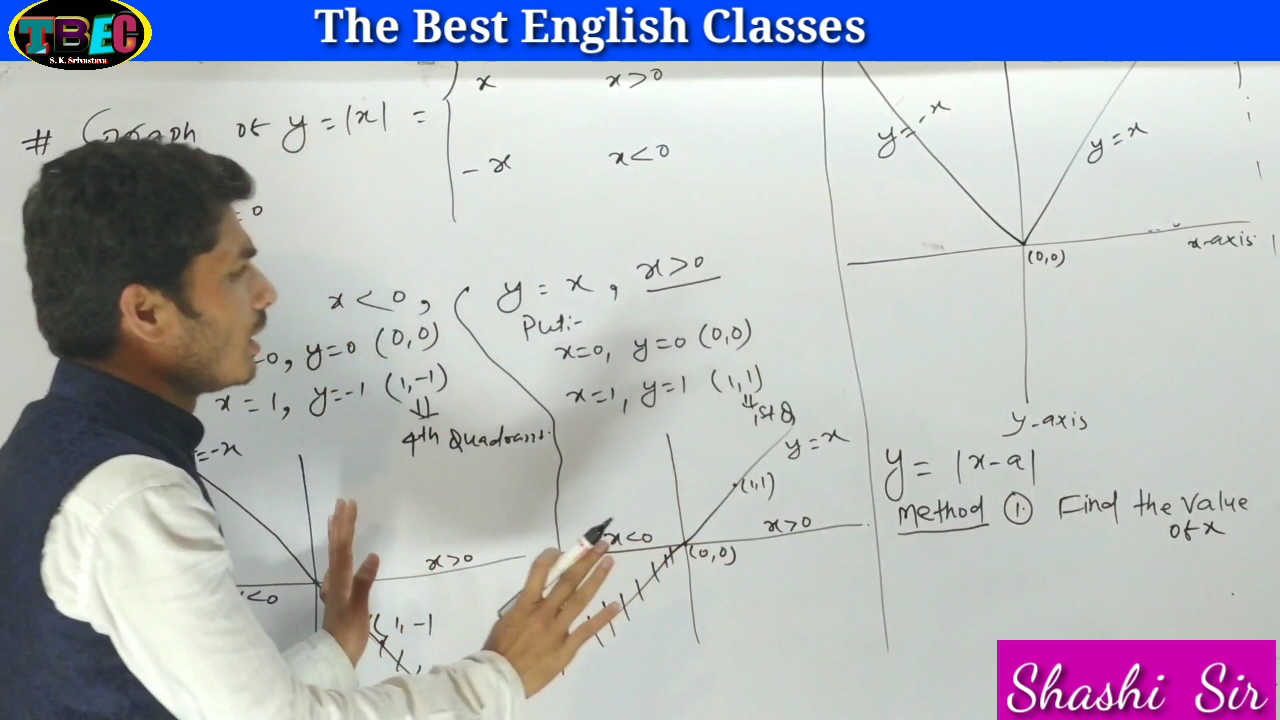 TBEC
S. K. Srivastava
The Best English Classes
# Graph of y = |x| =
x x>0
-x x<0
= 0
x<0,
=0, y=0 (0,0)
x=1, y=-1 (1,-1)
⇓
4th Quadrant.
=-x
x>0
<0
(1,-1
y = x, x>0
Put:-
x=0, y=0 (0,0)
x=1, y=1 (1,1)
⇓
1st Q
y=x
(1,1)
x<0
x>0
(0,0)
y=-x
y=x
x-axis
(0,0)
y-axis
y = |x-a|
Method ① Find the value
of x
Shashi Sir